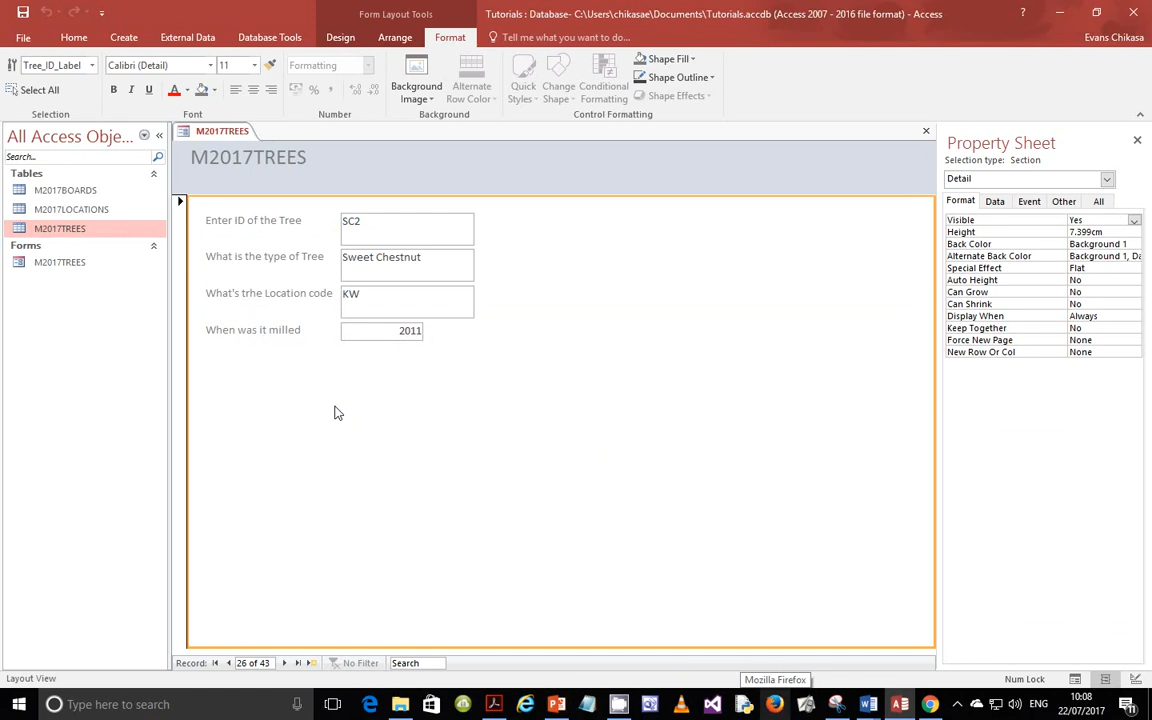 Form Layout Tools
Tutorials : Database- C:\Users\chikasae\Documents\Tutorials.accdb (Access 2007 - 2016 file format) - Access
?
File Home Create External Data Database Tools Design Arrange Format Tell me what you want to do... Evans Chikasa
Tree_ID_Label Calibri (Detail) 11 Formatting
Select All
B I U A % ,
Background Image
Alternate Row Color
Quick Styles
Change Shape
Conditional Formatting
Shape Fill
Shape Outline
Shape Effects
Selection Font Number Background Control Formatting
All Access Obje...
Search...
Tables
M2017BOARDS
M2017LOCATIONS
M2017TREES
Forms
M2017TREES
M2017TREES
M2017TREES
Enter ID of the Tree SC2
What is the type of Tree Sweet Chestnut
What's trhe Location code KW
When was it milled 2011
Record: 26 of 43 No Filter Search
Property Sheet
Selection type: Section
Detail
Format Data Event Other All
Visible Yes
Height 7.399cm
Back Color Background 1
Alternate Back Color Background 1, Da
Special Effect Flat
Auto Height No
Can Grow No
Can Shrink No
Display When Always
Keep Together No
Force New Page None
New Row Or Col None
Layout View
Mozilla Firefox
Num Lock
Type here to search
ENG
10:08
22/07/2017